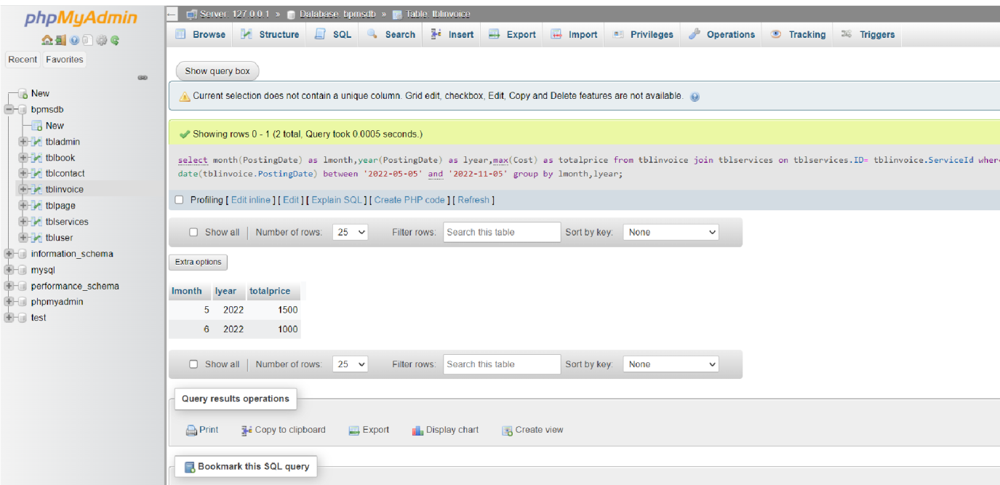 phpMyAdmin
Recent Favorites
New
bpmsdb
New
tbladmin
tblbook
tblcontact
tblinvoice
tblpage
tblservices
tbluser
information_schema
mysql
performance_schema
phpmyadmin
test
Server: 127.0.0.1 » Database: bpmsdb » Table: tblinvoice
Browse Structure SQL Search Insert Export Import Privileges Operations Tracking Triggers
Show query box
Current selection does not contain a unique column. Grid edit, checkbox, Edit, Copy and Delete features are not available.
Showing rows 0 - 1 (2 total, Query took 0.0005 seconds.)
select month(PostingDate) as lmonth,year(PostingDate) as lyear,max(Cost) as totalprice from tblinvoice join tblservices on tblservices.ID= tblinvoice.ServiceId where
date(tblinvoice.PostingDate) between '2022-05-05' and '2022-11-05' group by lmonth,lyear;
Profiling [ Edit inline ] [ Edit ] [ Explain SQL ] [ Create PHP code ] [ Refresh ]
Show all | Number of rows: 25 Filter rows: Search this table Sort by key: None
Extra options
lmonth lyear totalprice
5 2022 1500
6 2022 1000
Show all | Number of rows: 25 Filter rows: Search this table Sort by key: None
Query results operations
Print Copy to clipboard Export Display chart Create view
Bookmark this SQL query